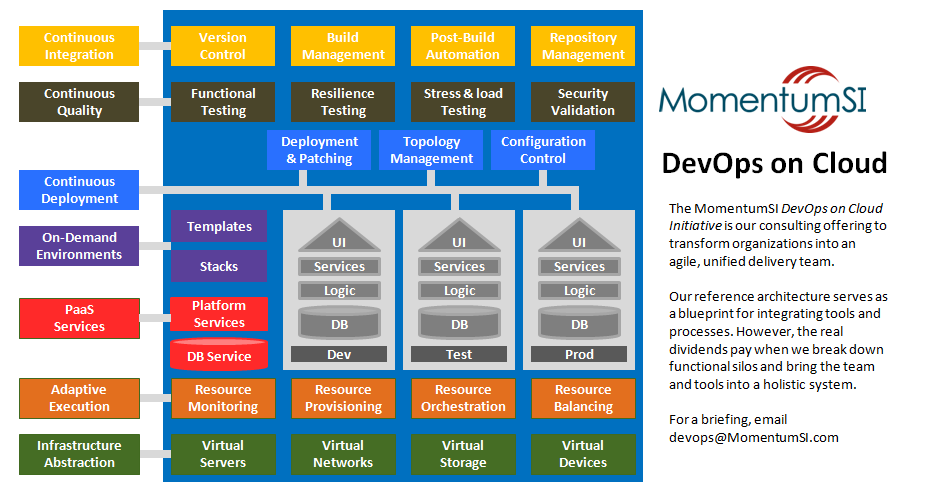 Continuous
Integration
Version
Control
Build
Management
Post-Build
Automation
Repository
Management
Continuous
Quality
Functional
Testing
Resilience
Testing
Stress & load
Testing
Security
Validation
Deployment
& Patching
Topology
Management
Configuration
Control
Continuous
Deployment
On-Demand
Environments
Templates
Stacks
UI
Services
Logic
DB
Dev
UI
Services
Logic
DB
Test
UI
Services
Logic
DB
Prod
PaaS
Services
Platform
Services
DB Service
Adaptive
Execution
Resource
Monitoring
Resource
Provisioning
Resource
Orchestration
Resource
Balancing
Infrastructure
Abstraction
Virtual
Servers
Virtual
Networks
Virtual
Storage
Virtual
Devices
MomentumSI
DevOps on Cloud
The MomentumSI DevOps on Cloud
Initiative is our consulting offering to
transform organizations into an
agile, unified delivery team.
Our reference architecture serves as
a blueprint for integrating tools and
processes. However, the real
dividends pay when we break down
functional silos and bring the team
and tools into a holistic system.
For a briefing, email
devops@MomentumSI.com